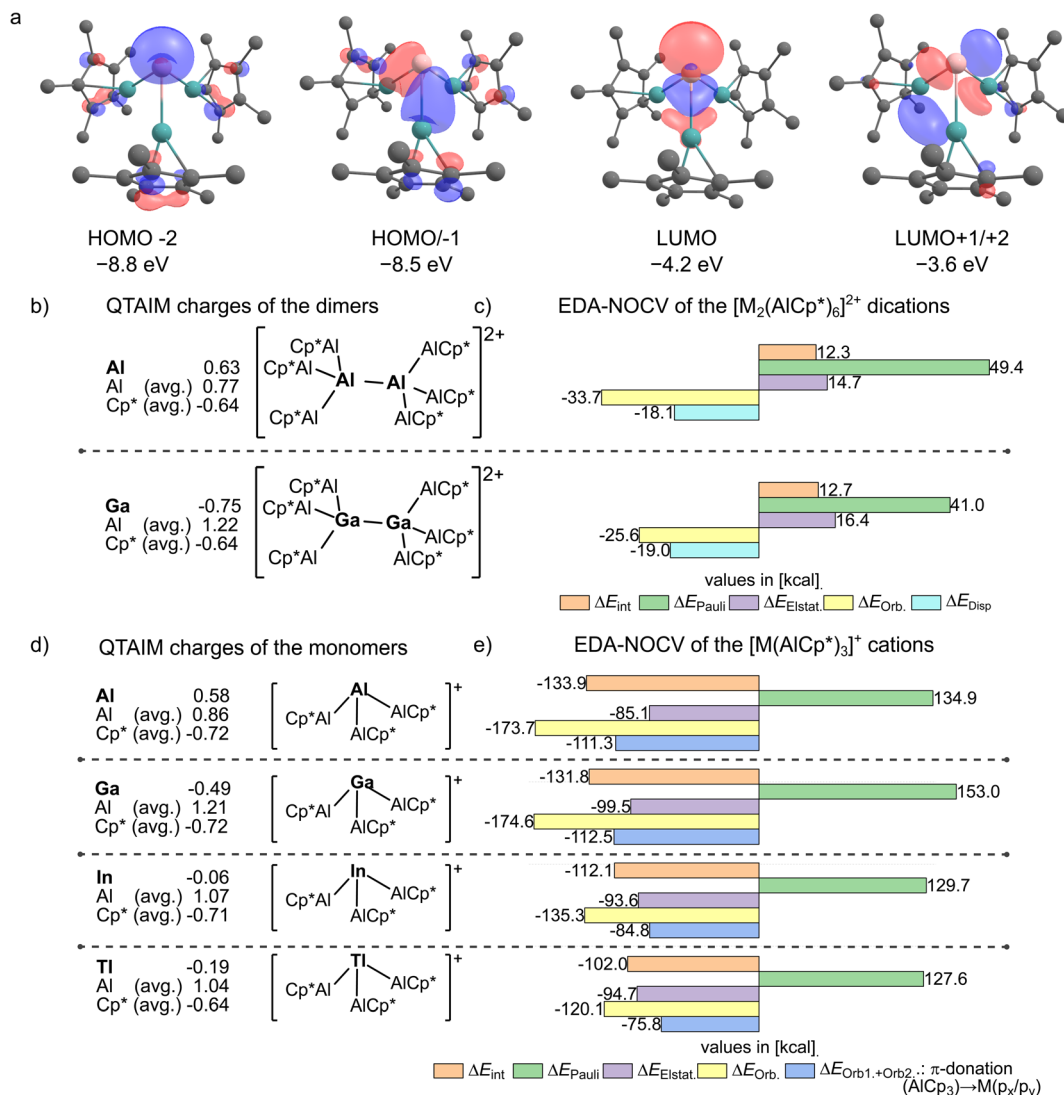 a
HOMO -2
−8.8 eV
HOMO/-1
−8.5 eV
LUMO
−4.2 eV
LUMO+1/+2
−3.6 eV
b) QTAIM charges of the dimers
Al 0.63
Al (avg.) 0.77
Cp* (avg.) -0.64
2+
Cp*Al
Cp*Al
Cp*Al
Al
Al
AlCp*
AlCp*
AlCp*
Ga -0.75
Al (avg.) 1.22
Cp* (avg.) -0.64
2+
Cp*Al
Cp*Al
Cp*Al
Ga
Ga
AlCp*
AlCp*
AlCp*
c) EDA-NOCV of the [M2(AlCp*)6]2+ dications
12.3
49.4
14.7
-33.7
-18.1
12.7
41.0
16.4
-25.6
-19.0
values in [kcal].
ΔEint ΔEPauli ΔEElstat. ΔEOrb. ΔEDisp
d) QTAIM charges of the monomers
Al 0.58
Al (avg.) 0.86
Cp* (avg.) -0.72
+
Al
Cp*Al
AlCp*
AlCp*
Ga -0.49
Al (avg.) 1.21
Cp* (avg.) -0.72
+
Ga
Cp*Al
AlCp*
AlCp*
In -0.06
Al (avg.) 1.07
Cp* (avg.) -0.71
+
In
Cp*Al
AlCp*
AlCp*
Tl -0.19
Al (avg.) 1.04
Cp* (avg.) -0.64
+
Tl
Cp*Al
AlCp*
AlCp*
e) EDA-NOCV of the [M(AlCp*)3]+ cations
-133.9
134.9
-85.1
-173.7
-111.3
-131.8
153.0
-99.5
-174.6
-112.5
-112.1
129.7
-93.6
-135.3
-84.8
-102.0
127.6
-94.7
-120.1
-75.8
values in [kcal].
ΔEint ΔEPauli ΔEElstat. ΔEOrb. ΔEOrb1.+Orb2.: π-donation
(AlCp3)→M(px/py)